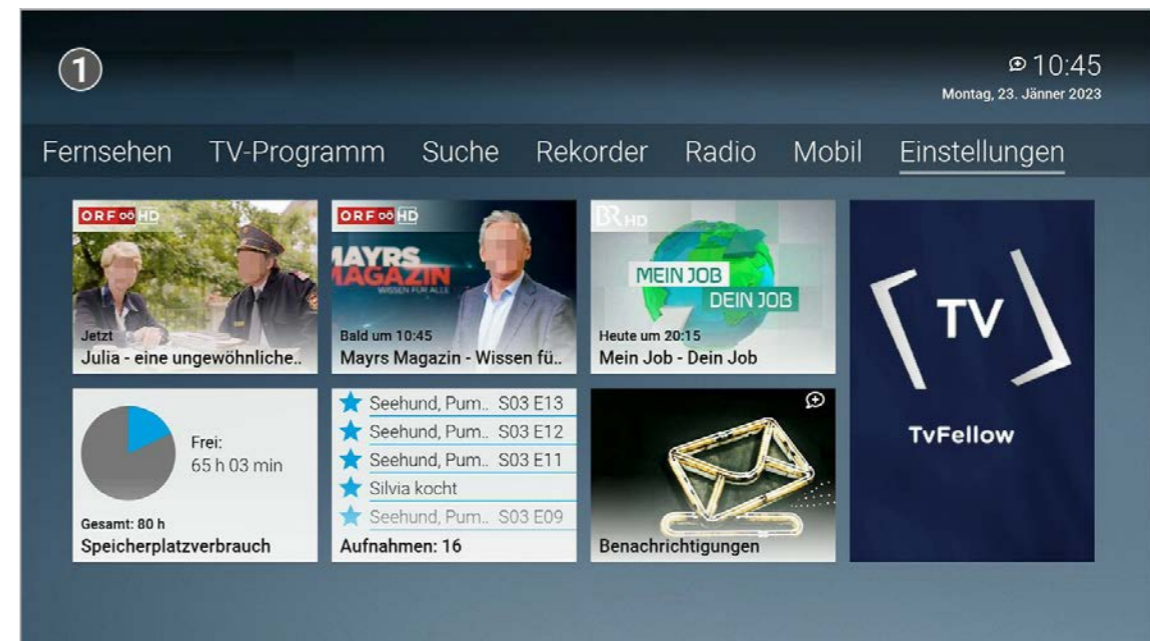 1
10:45
Montag, 23. Jänner 2023
Fernsehen TV-Programm Suche Rekorder Radio Mobil Einstellungen
ORF oö HD
Jetzt
Julia - eine ungewöhnliche..
ORF oö HD
MAYRS
MAGAZIN
WISSEN FÜR ALLE
Bald um 10:45
Mayrs Magazin - Wissen fü..
BR HD
MEIN JOB
DEIN JOB
Heute um 20:15
Mein Job - Dein Job
TV
TvFellow
Frei:
65 h 03 min
Gesamt: 80 h
Speicherplatzverbrauch
Seehund, Pum.. S03 E13
Seehund, Pum.. S03 E12
Seehund, Pum.. S03 E11
Silvia kocht
Seehund, Pum.. S03 E09
Aufnahmen: 16
Benachrichtigungen